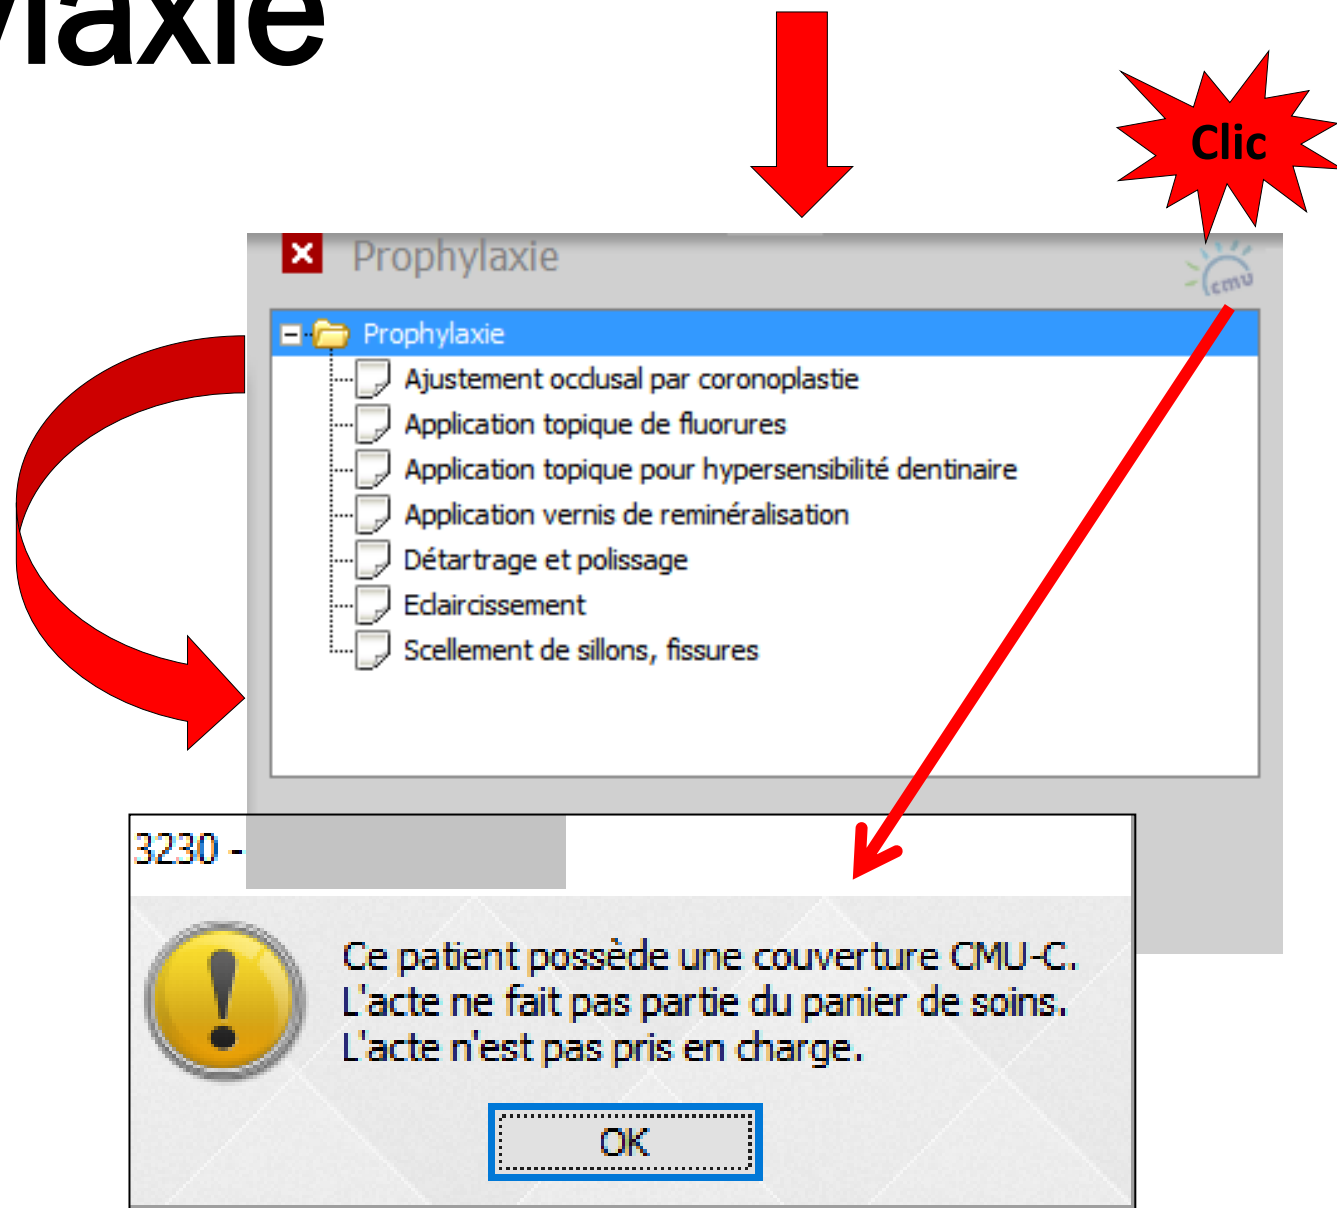 ylaxie
Clic
Prophylaxie
cmu
Prophylaxie
Ajustement occlusal par coronoplastie
Application topique de fluorures
Application topique pour hypersensibilité dentinaire
Application vernis de reminéralisation
Détartrage et polissage
Eclaircissement
Scellement de sillons, fissures
3230 -
Ce patient possède une couverture CMU-C.
L'acte ne fait pas partie du panier de soins.
L'acte n'est pas pris en charge.
OK